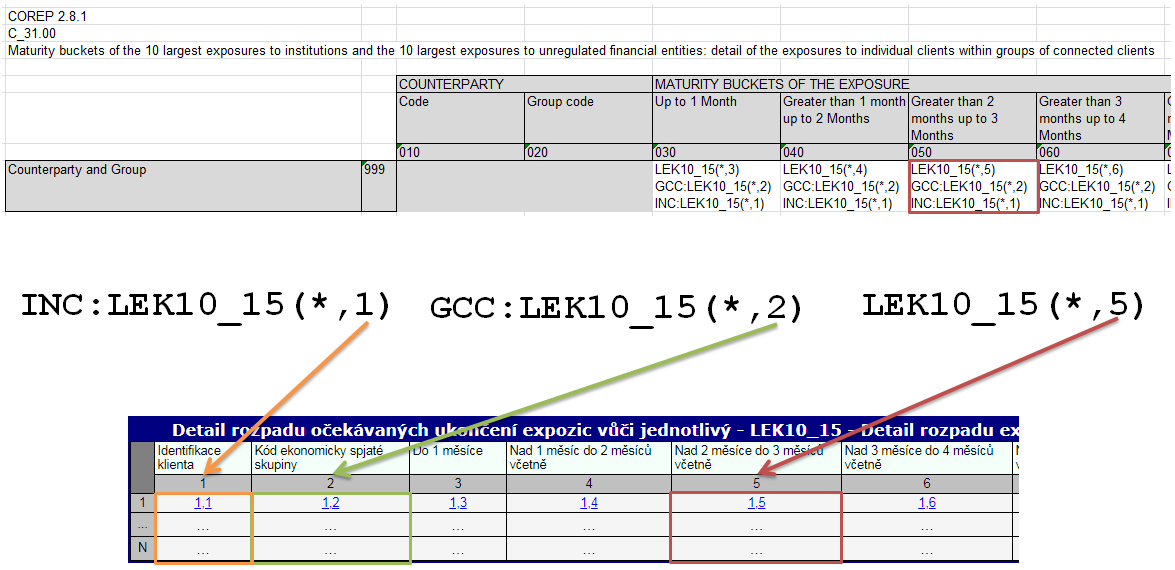 COREP 2.8.1
C_31.00
Maturity buckets of the 10 largest exposures to institutions and the 10 largest exposures to unregulated financial entities: detail of the exposures to individual clients within groups of connected clients
COUNTERPARTY MATURITY BUCKETS OF THE EXPOSURE
Code Group code Up to 1 Month Greater than 1 month Greater than 2 Greater than 3
up to 2 Months months up to 3 months up to 4
Months Months
010 020 030 040 050 060
Counterparty and Group 999 LEK10_15(*,3) LEK10_15(*,4) LEK10_15(*,5) LEK10_15(*,6)
GCC:LEK10_15(*,2) GCC:LEK10_15(*,2) GCC:LEK10_15(*,2) GCC:LEK10_15(*,2)
INC:LEK10_15(*,1) INC:LEK10_15(*,1) INC:LEK10_15(*,1) INC:LEK10_15(*,1)
INC:LEK10_15(*,1) GCC:LEK10_15(*,2) LEK10_15(*,5)
Detail rozpadu očekávaných ukončení expozic vůči jednotlivý - LEK10_15 - Detail rozpadu ex
Identifikace Kód ekonomicky spjaté Do 1 měsíce Nad 1 měsíc do 2 měsíců Nad 2 měsíce do 3 měsíců Nad 3 měsíce do 4 měsíců
klienta skupiny včetně včetně včetně
1 2 3 4 5 6
1 1,1 1,2 1,3 1,4 1,5 1,6
... ... ... ... ... ... ...
N ... ... ... ... ... ...